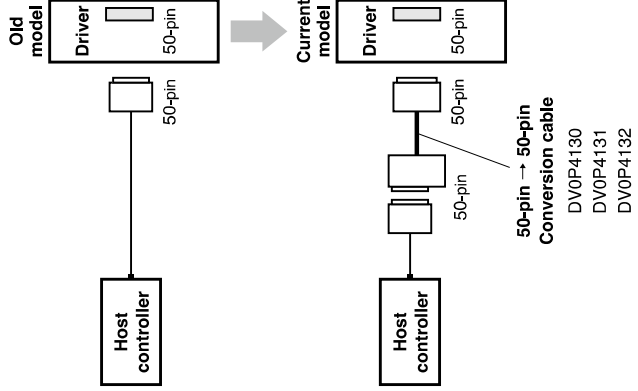 Old
model
Driver
50-pin
50-pin
Host
controller
Current
model
Driver
50-pin
50-pin
50-pin
50-pin → 50-pin
Conversion cable
DV0P4130
DV0P4131
DV0P4132
Host
controller